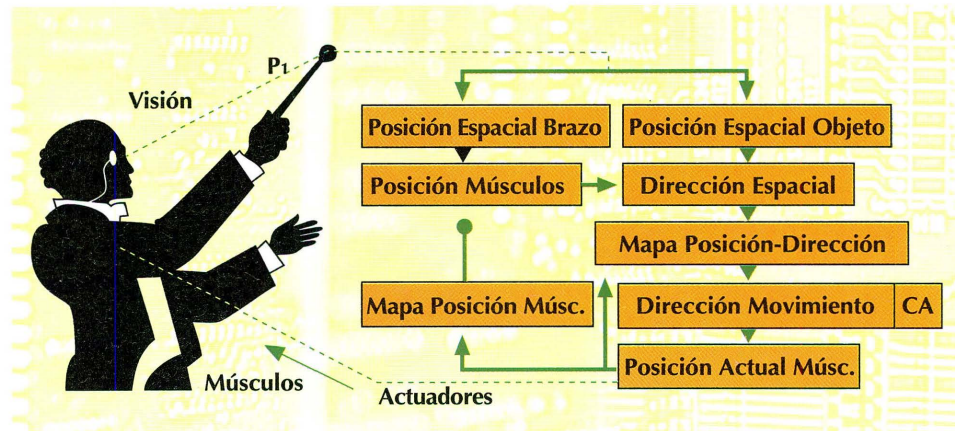 P1
Visión
Posición Espacial Brazo
Posición Espacial Objeto
Posición Músculos
Dirección Espacial
Mapa Posición-Dirección
Mapa Posición Músc.
Dirección Movimiento
CA
Posición Actual Músc.
Músculos
Actuadores